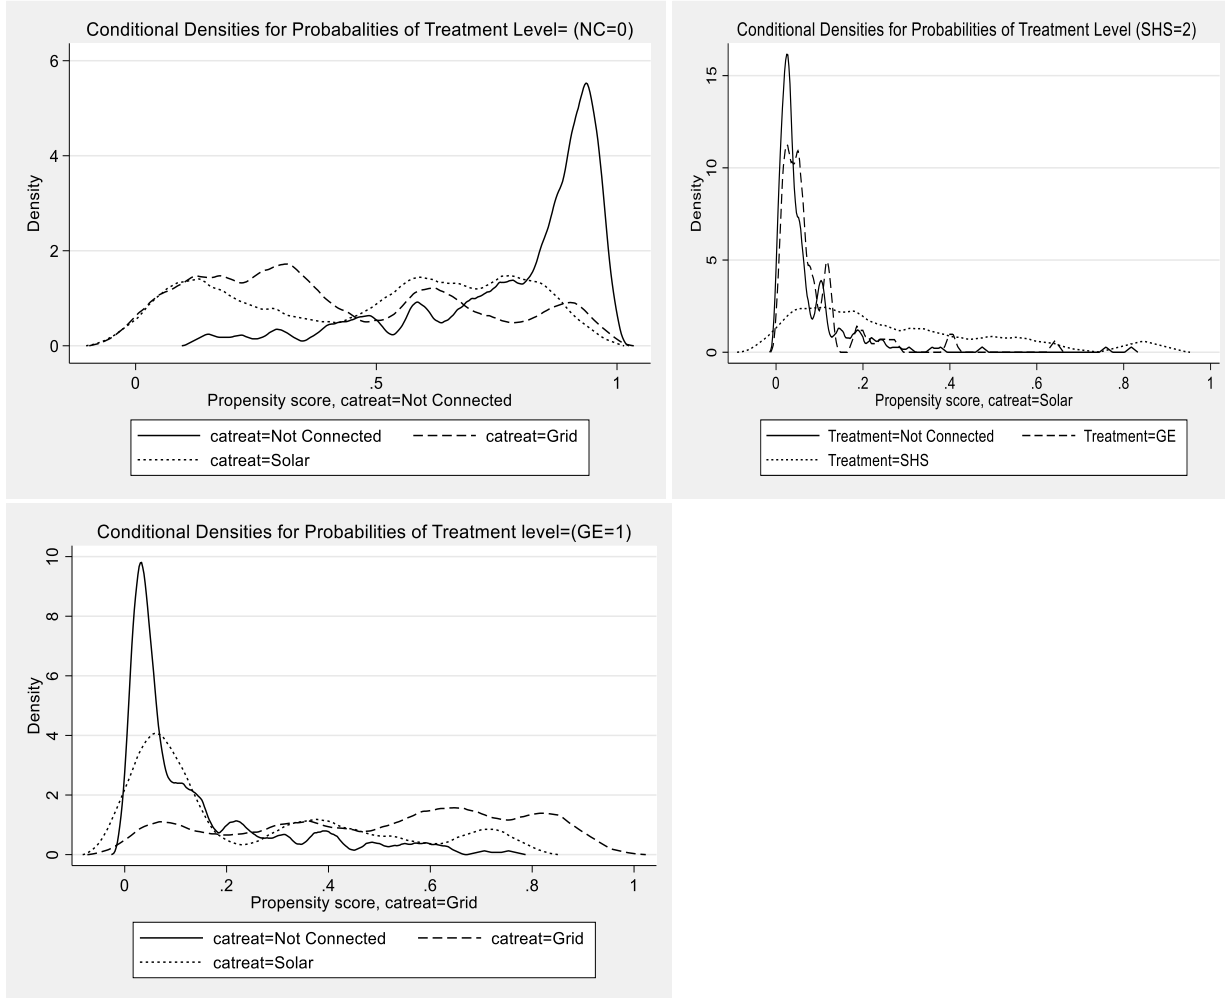 Conditional Densities for Probabalities of Treatment Level= (NC=0)
6
4
2
0
Density
0 .5 1
Propensity score, catreat=Not Connected
catreat=Not Connected catreat=Grid
catreat=Solar
Conditional Densities for Probabilities of Treatment Level (SHS=2)
15
10
5
0
Density
0 .2 .4 .6 .8 1
Propensity score, catreat=Solar
Treatment=Not Connected Treatment=GE
Treatment=SHS
Conditional Densities for Probabilities of Treatment level=(GE=1)
10
8
6
4
2
0
Density
0 .2 .4 .6 .8 1
Propensity score, catreat=Grid
catreat=Not Connected catreat=Grid
catreat=Solar